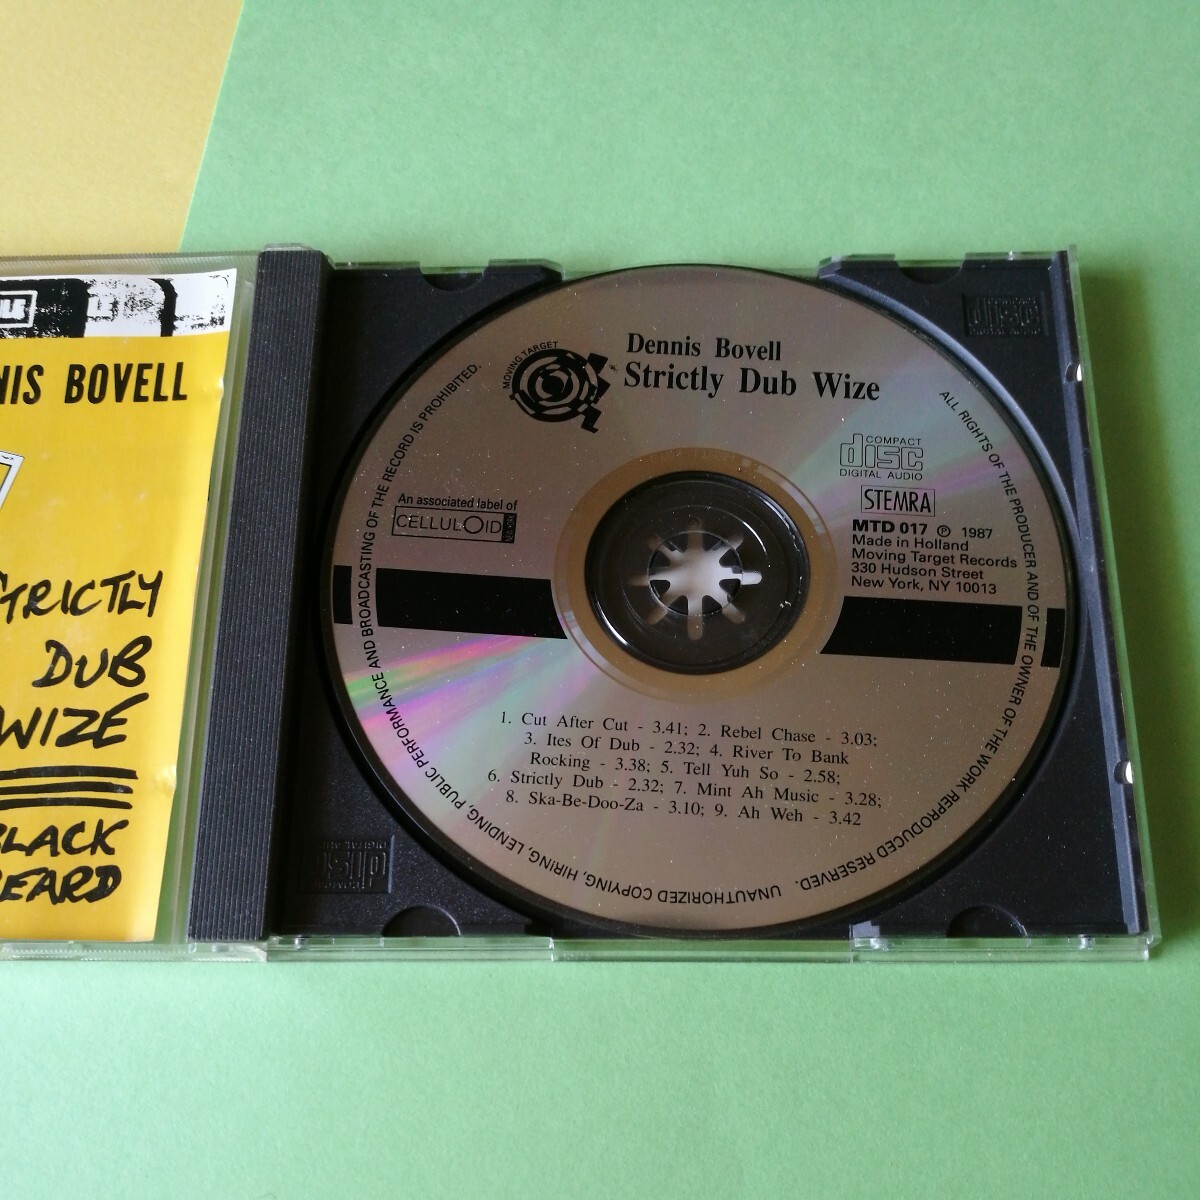 NIS BOVELL
STRICTLY
DUB
WIZE
BLACK
BEARD
MOVING TARGET
Dennis Bovell
Strictly Dub Wize
COMPACT
disc
DIGITAL AUDIO
STEMRA
An associated label of
CELLULOID
MTD 017 ℗ 1987
Made in Holland
Moving Target Records
330 Hudson Street
New York, NY 10013
1. Cut After Cut - 3.41; 2. Rebel Chase - 3.03;
3. Ites Of Dub - 2.32; 4. River To Bank
Rocking - 3.38; 5. Tell Yuh So - 2.58;
6. Strictly Dub - 2.32; 7. Mint Ah Music - 3.28;
8. Ska-Be-Doo-Za - 3.10; 9. Ah Weh - 3.42
ALL RIGHTS OF THE PRODUCER AND OF THE OWNER OF THE WORK REPRODUCED RESERVED. UNAUTHORIZED COPYING, HIRING, LENDING, PUBLIC PERFORMANCE AND BROADCASTING OF THE RECORD IS PROHIBITED.